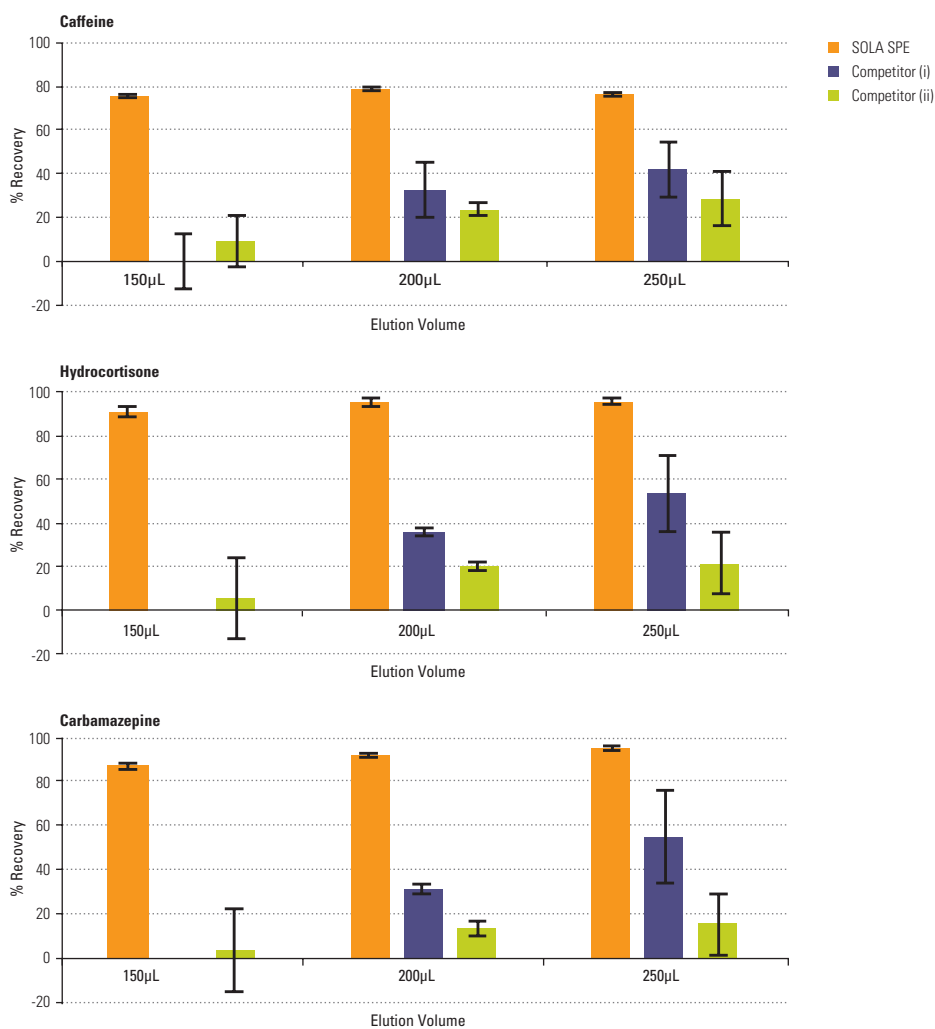 Caffeine
100
80
60
40
20
0
-20
% Recovery
150µL
200µL
250µL
Elution Volume
SOLA SPE
Competitor (i)
Competitor (ii)
Hydrocortisone
100
80
60
40
20
0
-20
% Recovery
150µL
200µL
250µL
Elution Volume
Carbamazepine
100
80
60
40
20
0
-20
% Recovery
150µL
200µL
250µL
Elution Volume